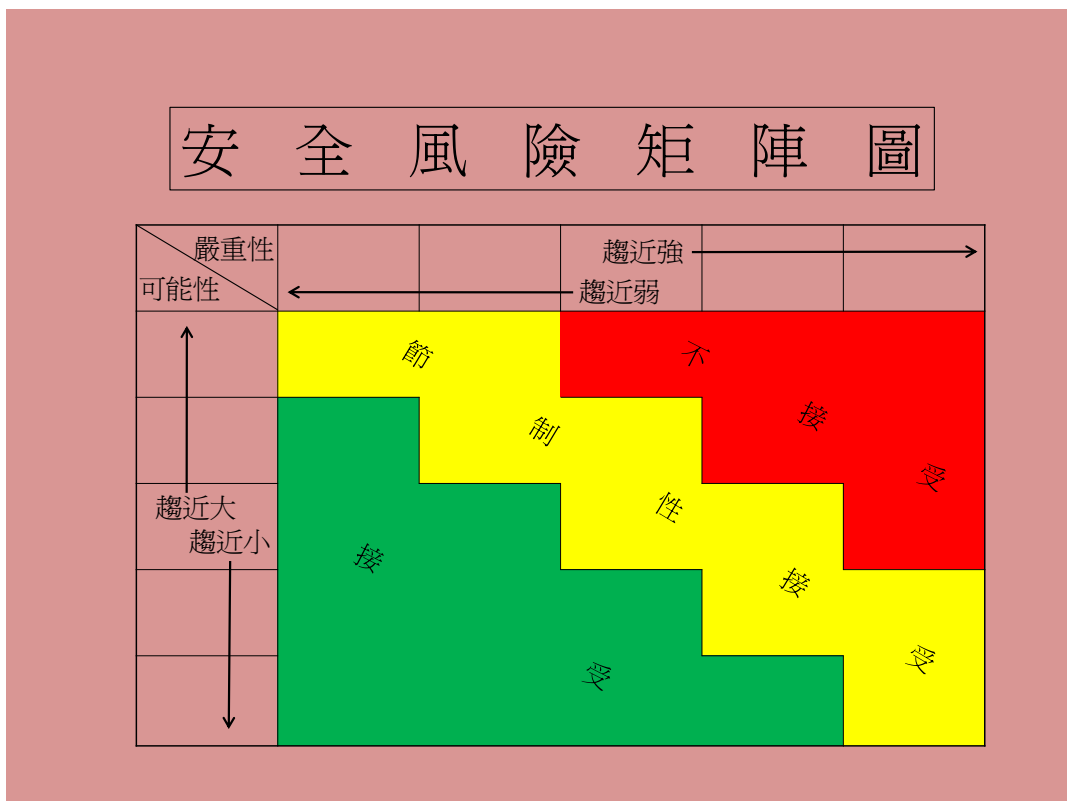 安全風險矩陣圖
嚴重性
可能性
趨近強
趨近弱
趨近大
趨近小
不接受
節制性接受
接受